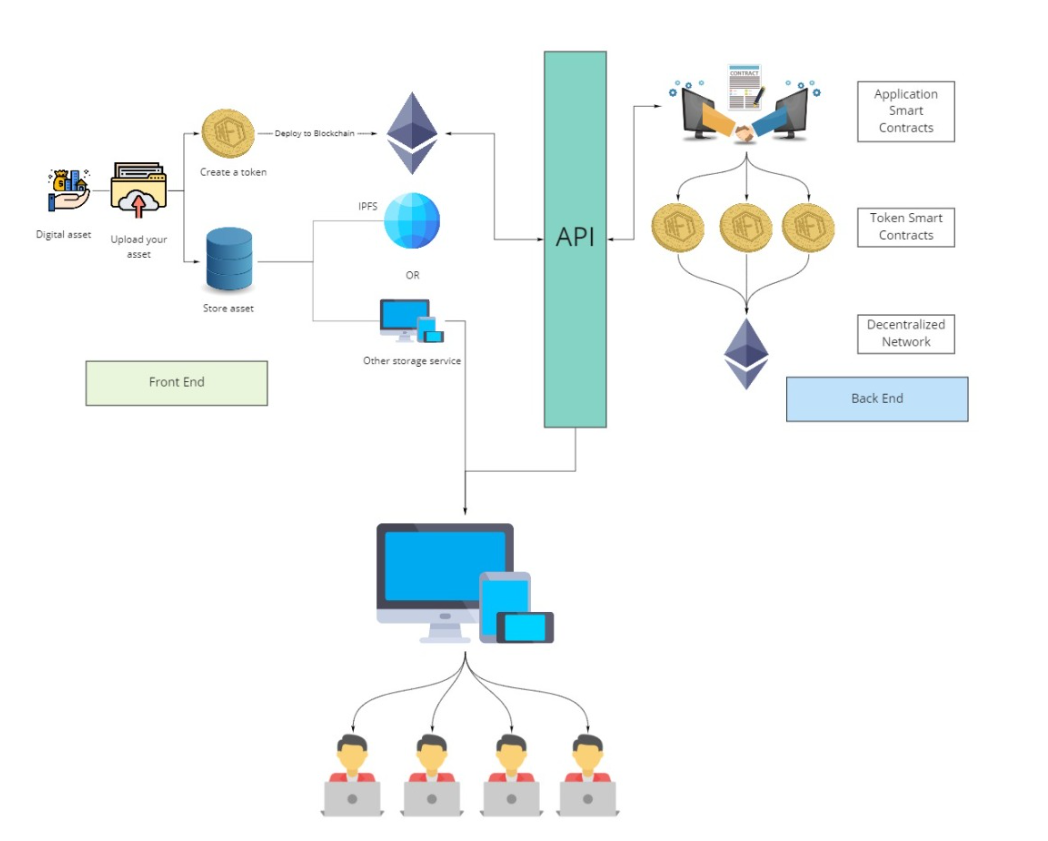 CONTRACT
Application
Smart
Contracts
Deploy to Blockchain
Create a token
Digital asset
Upload your
asset
IPFS
API
Token Smart
Contracts
OR
Store asset
Other storage service
Decentralized
Network
Front End
Back End